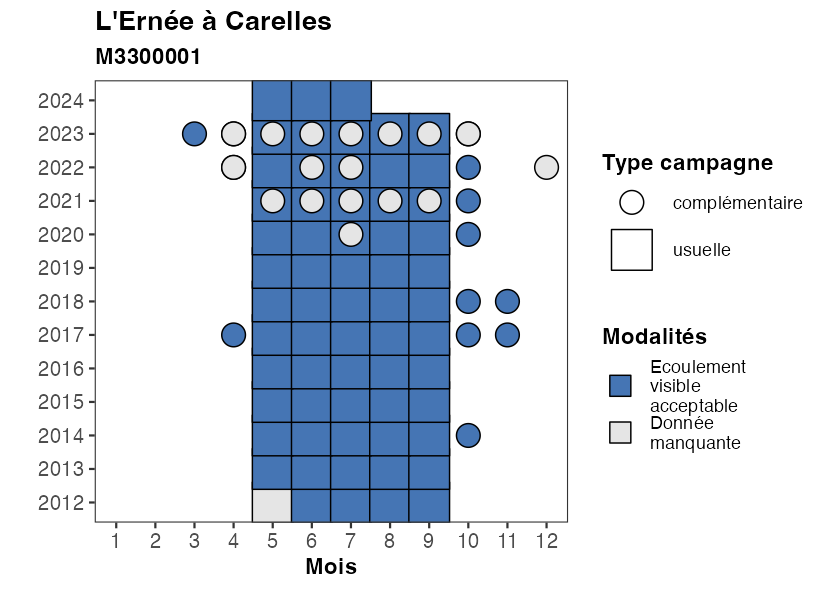 L'Ernée à Carelles
M3300001
2024
2023
2022
2021
2020
2019
2018
2017
2016
2015
2014
2013
2012
1 2 3 4 5 6 7 8 9 10 11 12
Mois
Type campagne
complémentaire
usuelle
Modalités
Ecoulement
visible
acceptable
Donnée
manquante